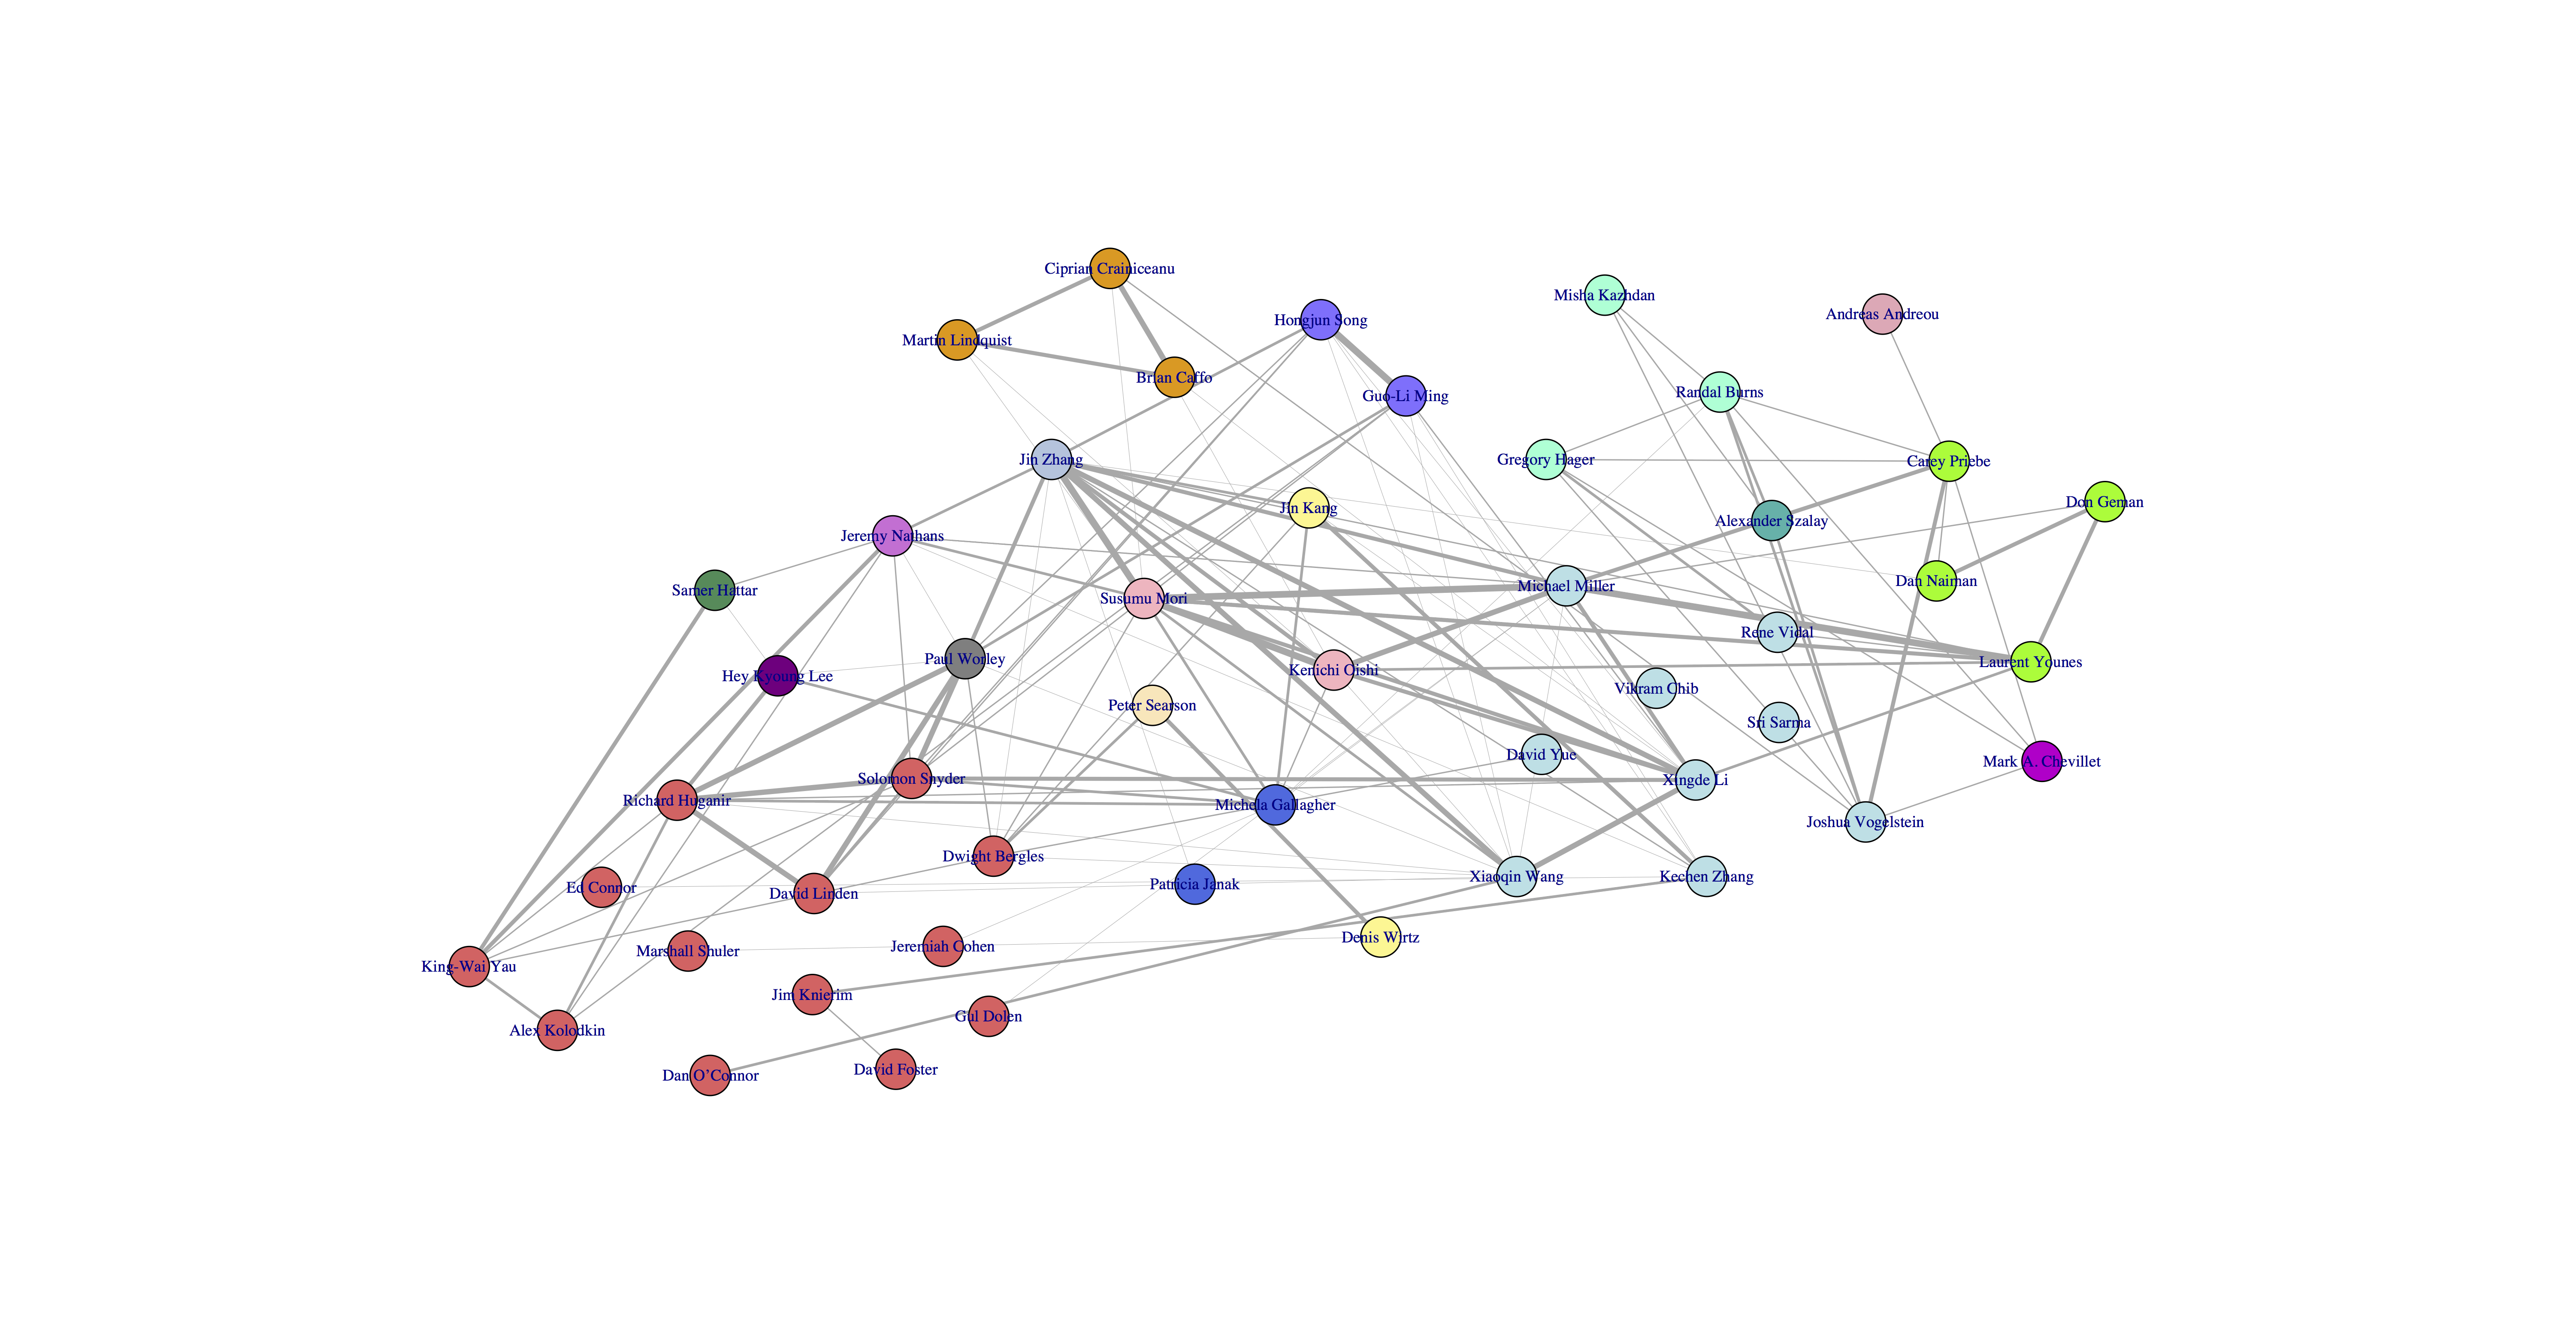 Ciprian Crainiceanu
Misha Kazhdan
Andreas Andreou
Hongjun Song
Martin Lindquist
Brian Caffo
Randal Burns
Guo-Li Ming
Jin Zhang
Gregory Hager
Carey Priebe
Don Geman
Jin Kang
Alexander Szalay
Jeremy Nathans
Dan Naiman
Michael Miller
Samer Hattar
Susumu Mori
Rene Vidal
Paul Worley
Laurent Younes
Kenichi Oishi
Hey Kyoung Lee
Vikram Chib
Peter Searson
Sri Sarma
David Yue
Mark A. Chevillet
Solomon Snyder
Xingde Li
Richard Huganir
Michela Gallagher
Joshua Vogelstein
Dwight Bergles
Xiaoqin Wang
Kechen Zhang
Patricia Janak
Ed Connor
David Linden
Denis Wirtz
Jeremiah Cohen
Marshall Shuler
King-Wai Yau
Jim Knierim
Gul Dolen
Alex Kolodkin
David Foster
Dan O'Connor